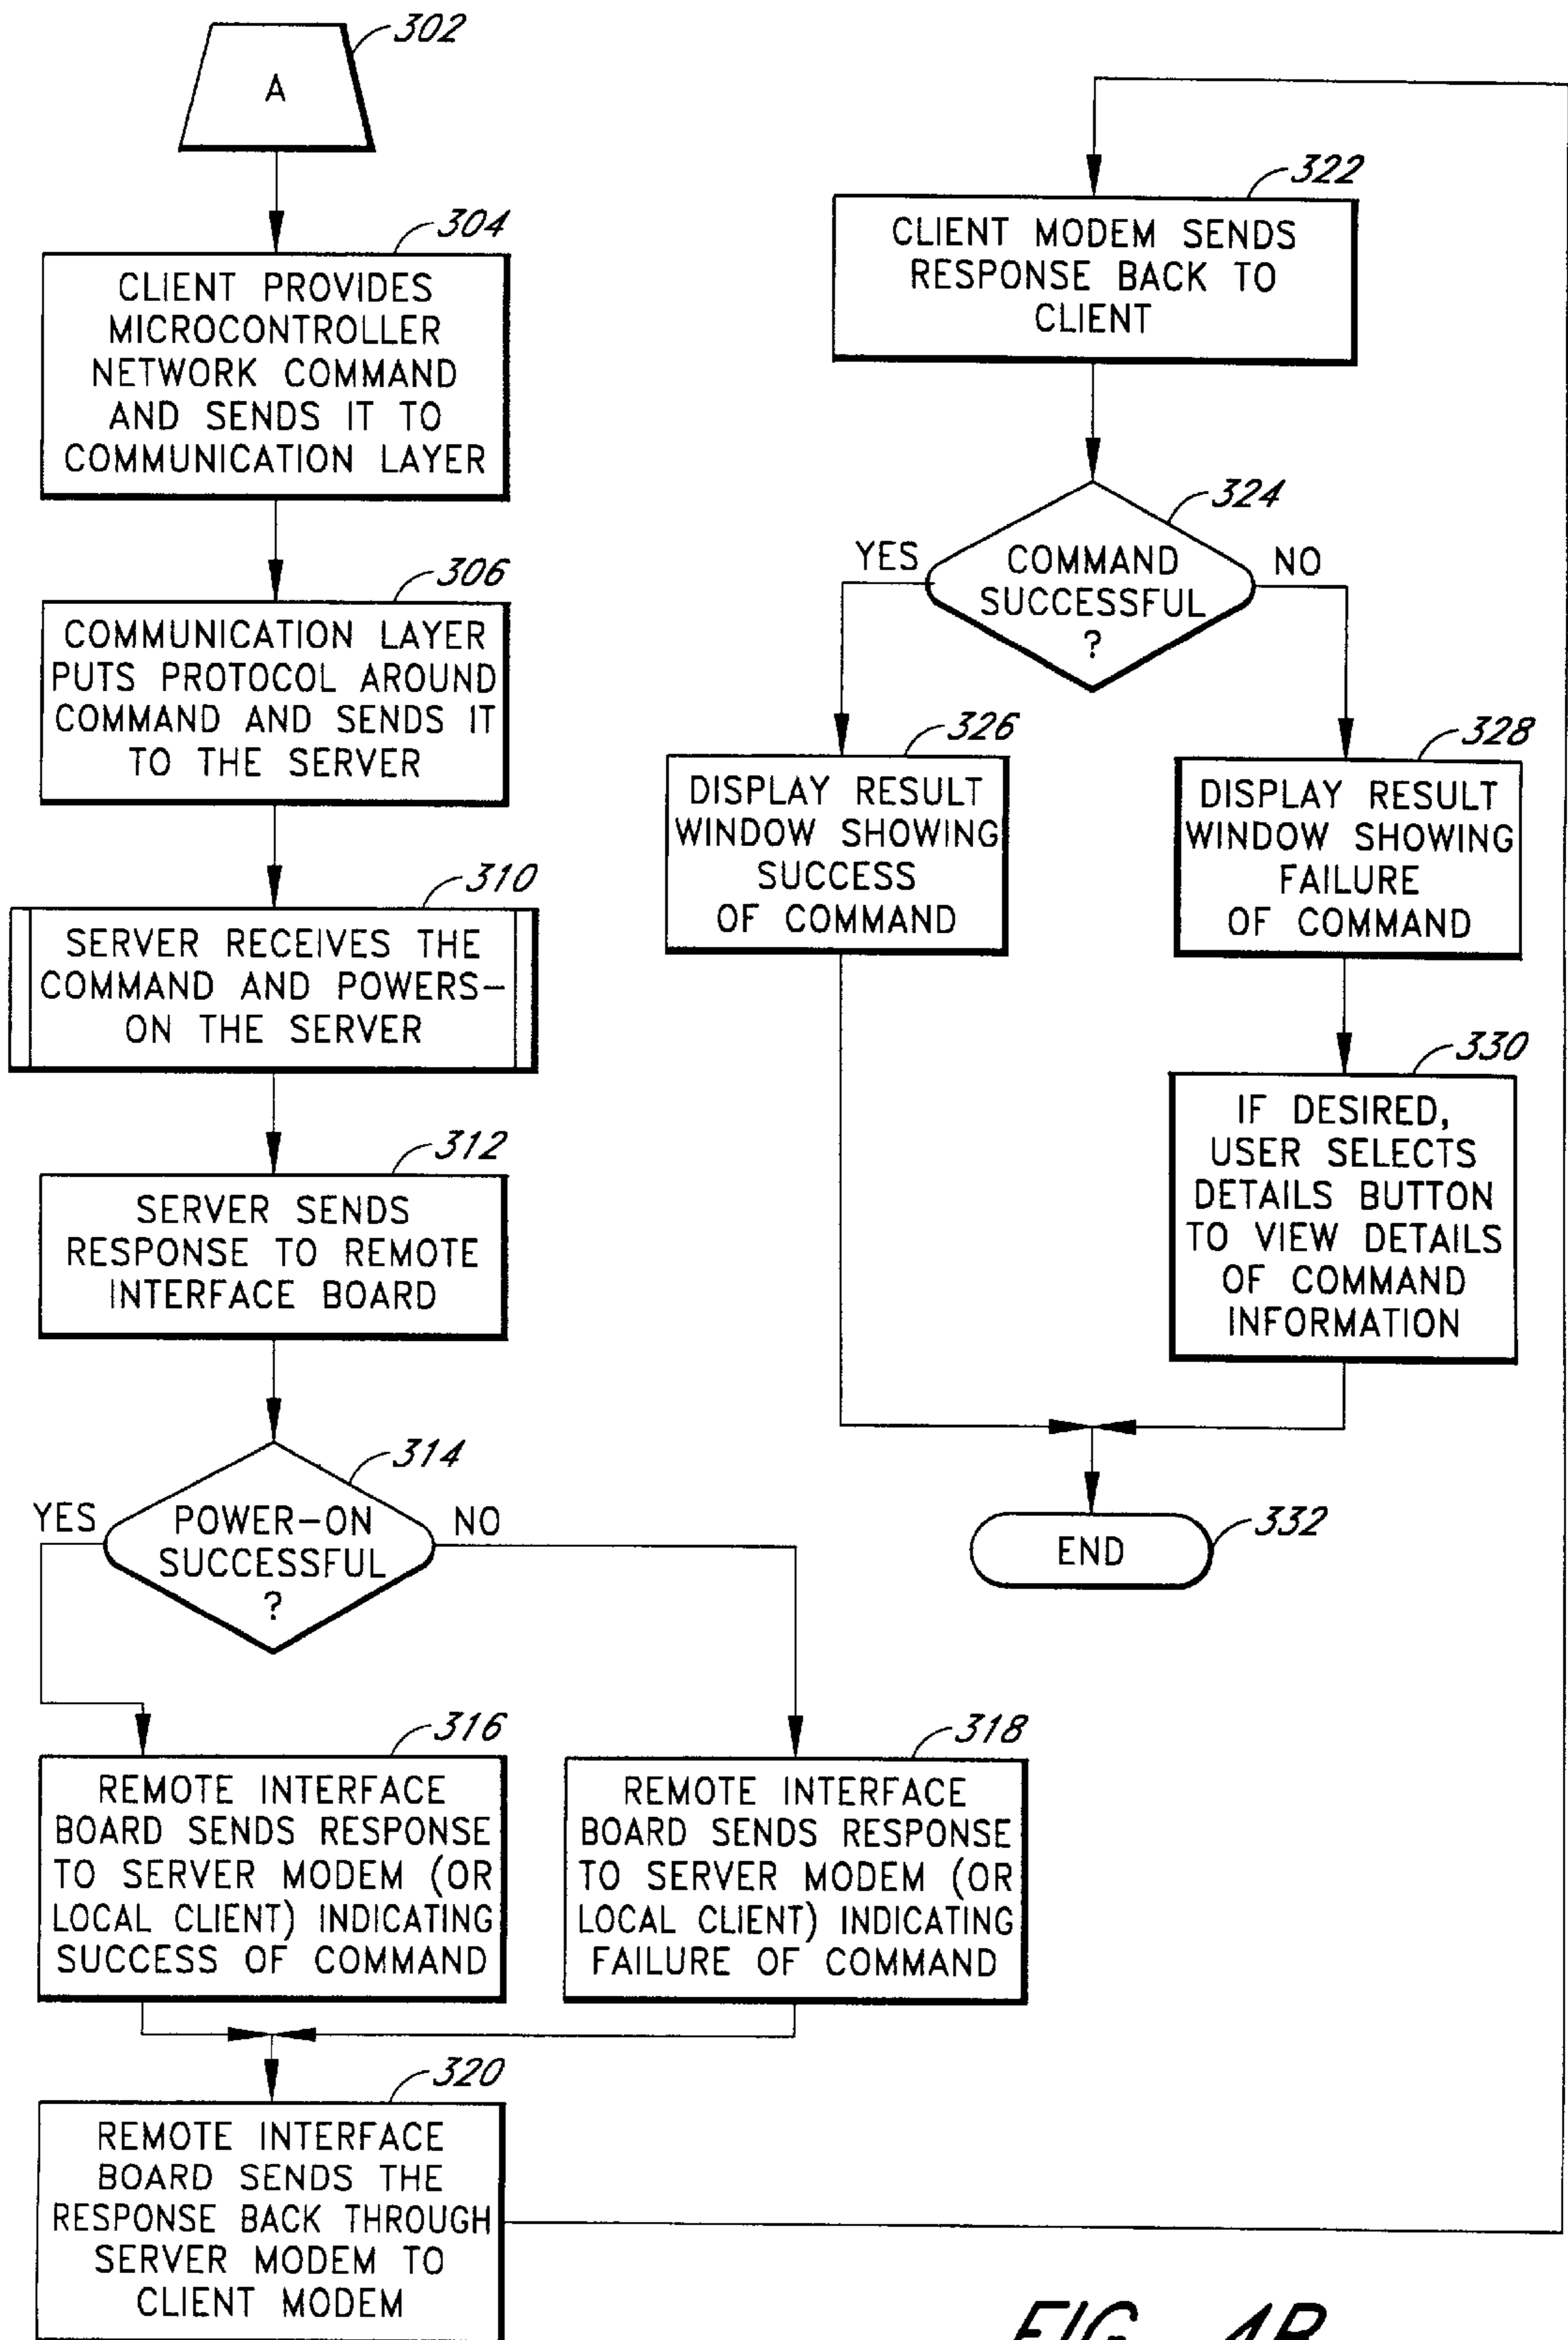 302
A
304
CLIENT PROVIDES
MICROCONTROLLER
NETWORK COMMAND
AND SENDS IT TO
COMMUNICATION LAYER
306
COMMUNICATION LAYER
PUTS PROTOCOL AROUND
COMMAND AND SENDS IT
TO THE SERVER
310
SERVER RECEIVES THE
COMMAND AND POWERS-
ON THE SERVER
312
SERVER SENDS
RESPONSE TO REMOTE
INTERFACE BOARD
314
YES
POWER-ON
SUCCESSFUL
?
NO
316
REMOTE INTERFACE
BOARD SENDS RESPONSE
TO SERVER MODEM (OR
LOCAL CLIENT) INDICATING
SUCCESS OF COMMAND
318
REMOTE INTERFACE
BOARD SENDS RESPONSE
TO SERVER MODEM (OR
LOCAL CLIENT) INDICATING
FAILURE OF COMMAND
320
REMOTE INTERFACE
BOARD SENDS THE
RESPONSE BACK THROUGH
SERVER MODEM TO
CLIENT MODEM
322
CLIENT MODEM SENDS
RESPONSE BACK TO
CLIENT
324
YES
COMMAND
SUCCESSFUL
?
NO
326
DISPLAY RESULT
WINDOW SHOWING
SUCCESS
OF COMMAND
328
DISPLAY RESULT
WINDOW SHOWING
FAILURE
OF COMMAND
330
IF DESIRED,
USER SELECTS
DETAILS BUTTON
TO VIEW DETAILS
OF COMMAND
INFORMATION
END
332
FIG. 4B